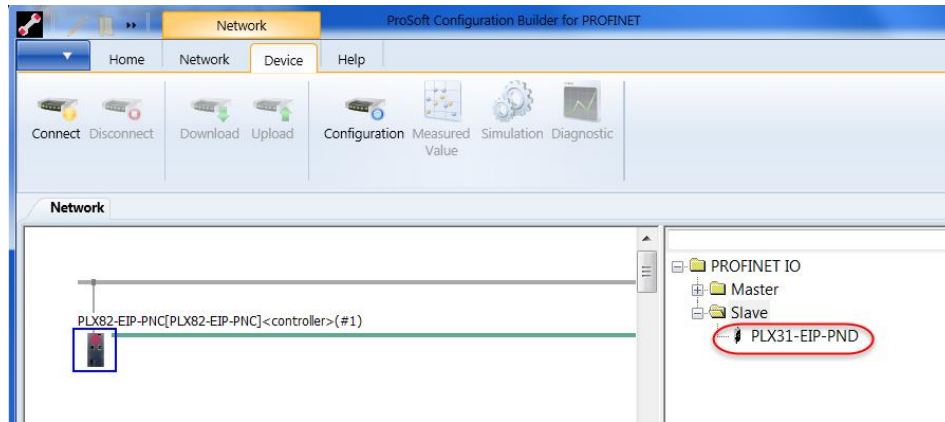 Network
ProSoft Configuration Builder for PROFINET
Home Network Device Help
Connect Disconnect Download Upload Configuration Measured Value Simulation Diagnostic
Network
PROFINET IO
Master
Slave
PLX31-EIP-PND
PLX82-EIP-PNC[PLX82-EIP-PNC]<controller>(#1)